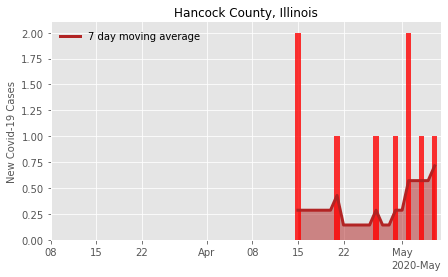 Hancock County, Illinois
7 day moving average
New Covid-19 Cases
2.00
1.75
1.50
1.25
1.00
0.75
0.50
0.25
0.00
08 15 22 Apr 08 15 22 May
2020-May